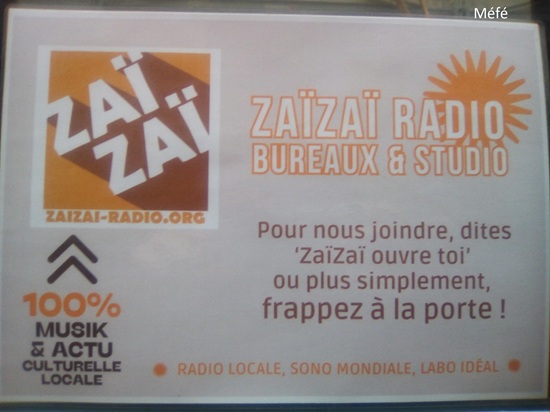 Méfé
ZAÏ
ZAÏ
ZAIZAI-RADIO.ORG
100%
MUSIK
& ACTU
CULTURELLE
LOCALE
ZAÏZAÏ RADIO
BUREAUX & STUDIO
Pour nous joindre, dites
‘ZaïZaï ouvre toi’
ou plus simplement,
frappez à la porte !
RADIO LOCALE, SONO MONDIALE, LABO IDÉAL